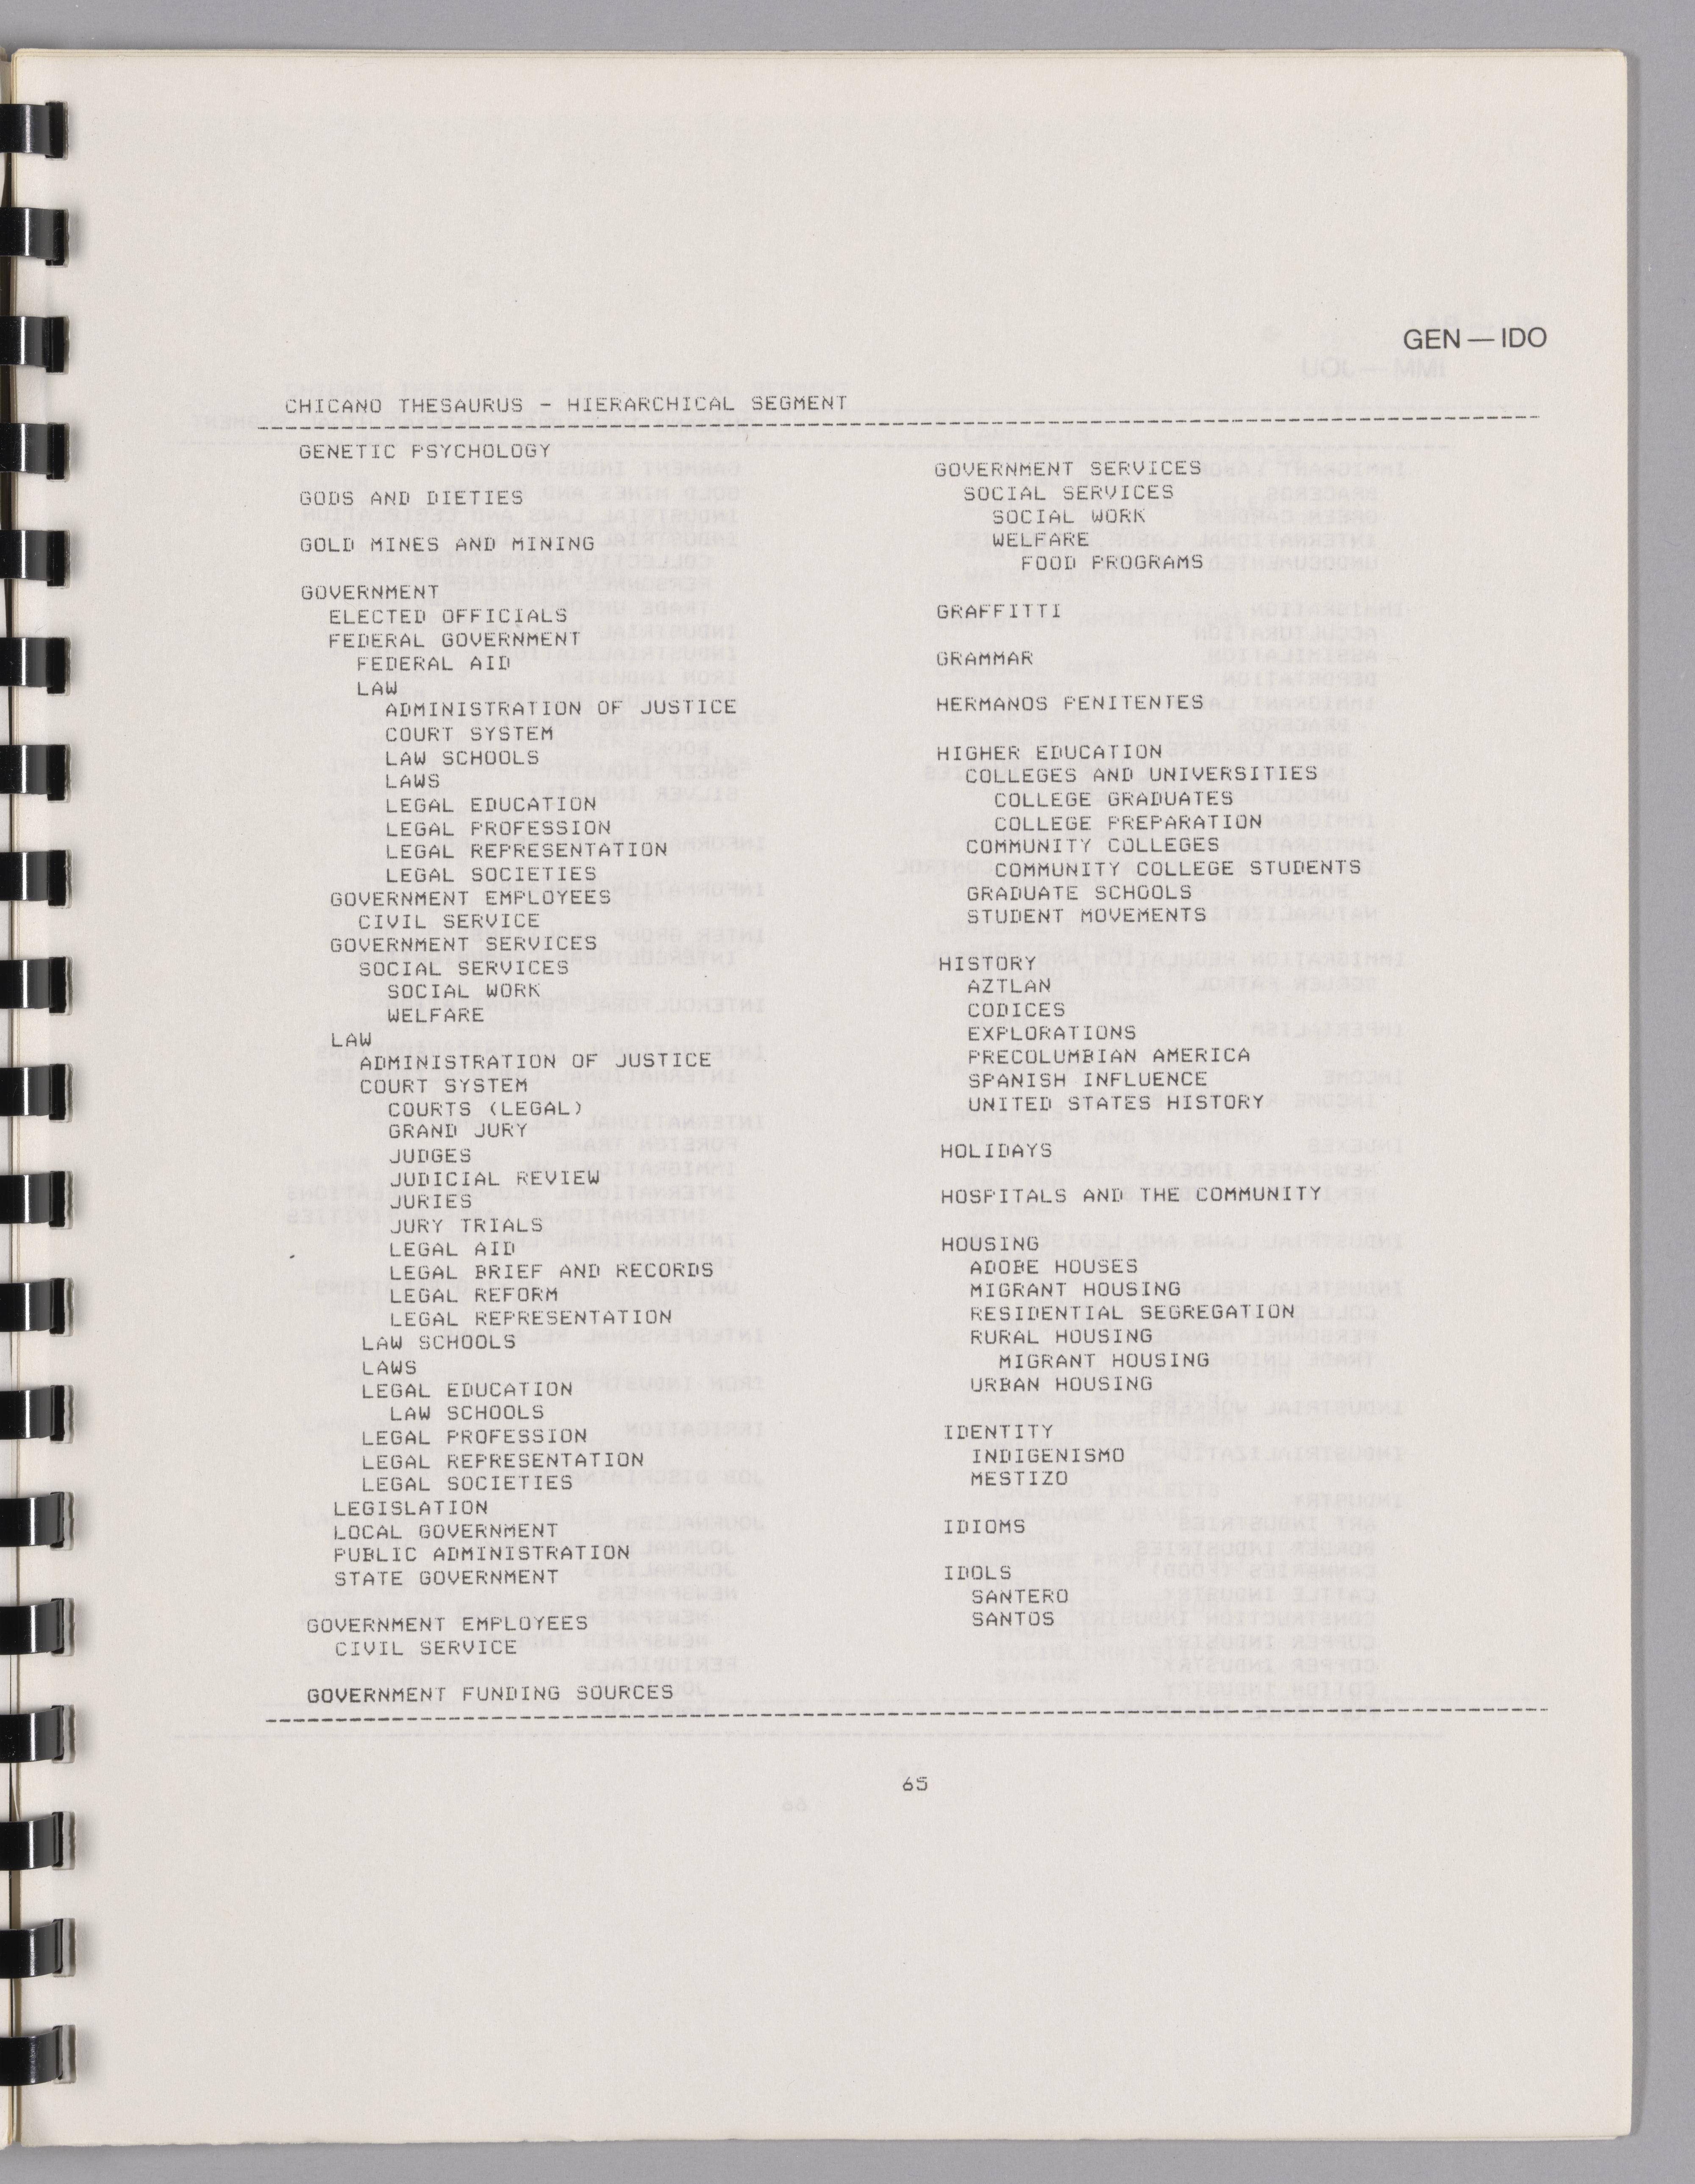 GEN — IDO
CHICANO THESAURUS - HIERARCHICAL SEGMENT
GENETIC PSYCHOLOGY
GODS AND DIETIES
GOLD MINES AND MINING
GOVERNMENT
ELECTED OFFICIALS
FEDERAL GOVERNMENT
FEDERAL AID
LAW
ADMINISTRATION OF JUSTICE
COURT SYSTEM
LAW SCHOOLS
LAWS
LEGAL EDUCATION
LEGAL PROFESSION
LEGAL REPRESENTATION
LEGAL SOCIETIES
GOVERNMENT EMPLOYEES
CIVIL SERVICE
GOVERNMENT SERVICES
SOCIAL SERVICES
SOCIAL WORK
WELFARE
LAW
ADMINISTRATION OF JUSTICE
COURT SYSTEM
COURTS (LEGAL)
GRAND JURY
JUDGES
JUDICIAL REVIEW
JURIES
JURY TRIALS
LEGAL AID
LEGAL BRIEF AND RECORDS
LEGAL REFORM
LEGAL REPRESENTATION
LAW SCHOOLS
LAWS
LEGAL EDUCATION
LAW SCHOOLS
LEGAL PROFESSION
LEGAL REPRESENTATION
LEGAL SOCIETIES
LEGISLATION
LOCAL GOVERNMENT
PUBLIC ADMINISTRATION
STATE GOVERNMENT
GOVERNMENT EMPLOYEES
CIVIL SERVICE
GOVERNMENT FUNDING SOURCES
GOVERNMENT SERVICES
SOCIAL SERVICES
SOCIAL WORK
WELFARE
FOOD PROGRAMS
GRAFFITTI
GRAMMAR
HERMANOS PENITENTES
HIGHER EDUCATION
COLLEGES AND UNIVERSITIES
COLLEGE GRADUATES
COLLEGE PREPARATION
COMMUNITY COLLEGES
COMMUNITY COLLEGE STUDENTS
GRADUATE SCHOOLS
STUDENT MOVEMENTS
HISTORY
AZTLAN
CODICES
EXPLORATIONS
PRECOLUMBIAN AMERICA
SPANISH INFLUENCE
UNITED STATES HISTORY
HOLIDAYS
HOSPITALS AND THE COMMUNITY
HOUSING
ADOBE HOUSES
MIGRANT HOUSING
RESIDENTIAL SEGREGATION
RURAL HOUSING
MIGRANT HOUSING
URBAN HOUSING
IDENTITY
INDIGENISMO
MESTIZO
IDIOMS
IDOLS
SANTERO
SANTOS
65